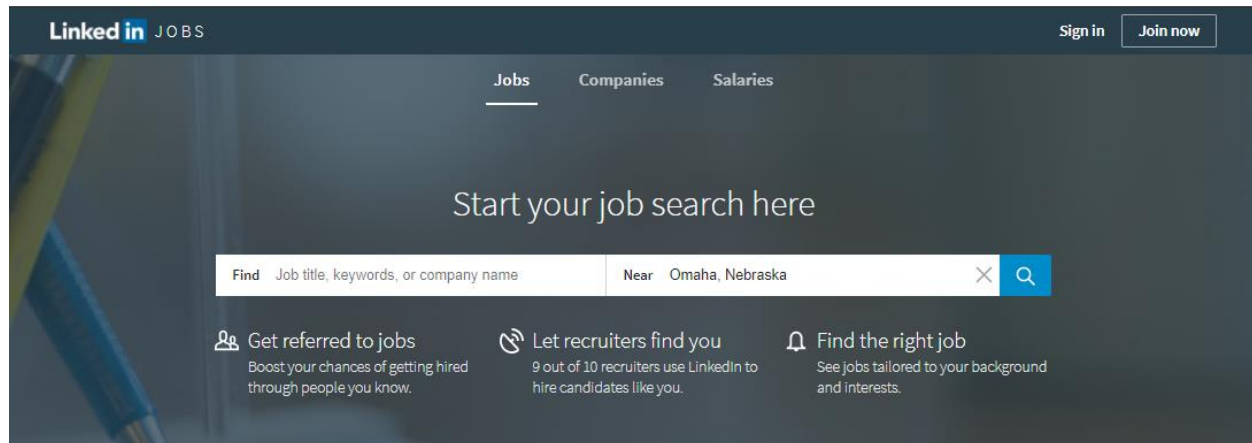 Linked in JOBS Sign in Join now
Jobs Companies Salaries
Start your job search here
Find Job title, keywords, or company name Near Omaha, Nebraska
Get referred to jobs
Boost your chances of getting hired
through people you know.
Let recruiters find you
9 out of 10 recruiters use LinkedIn to
hire candidates like you.
Find the right job
See jobs tailored to your background
and interests.